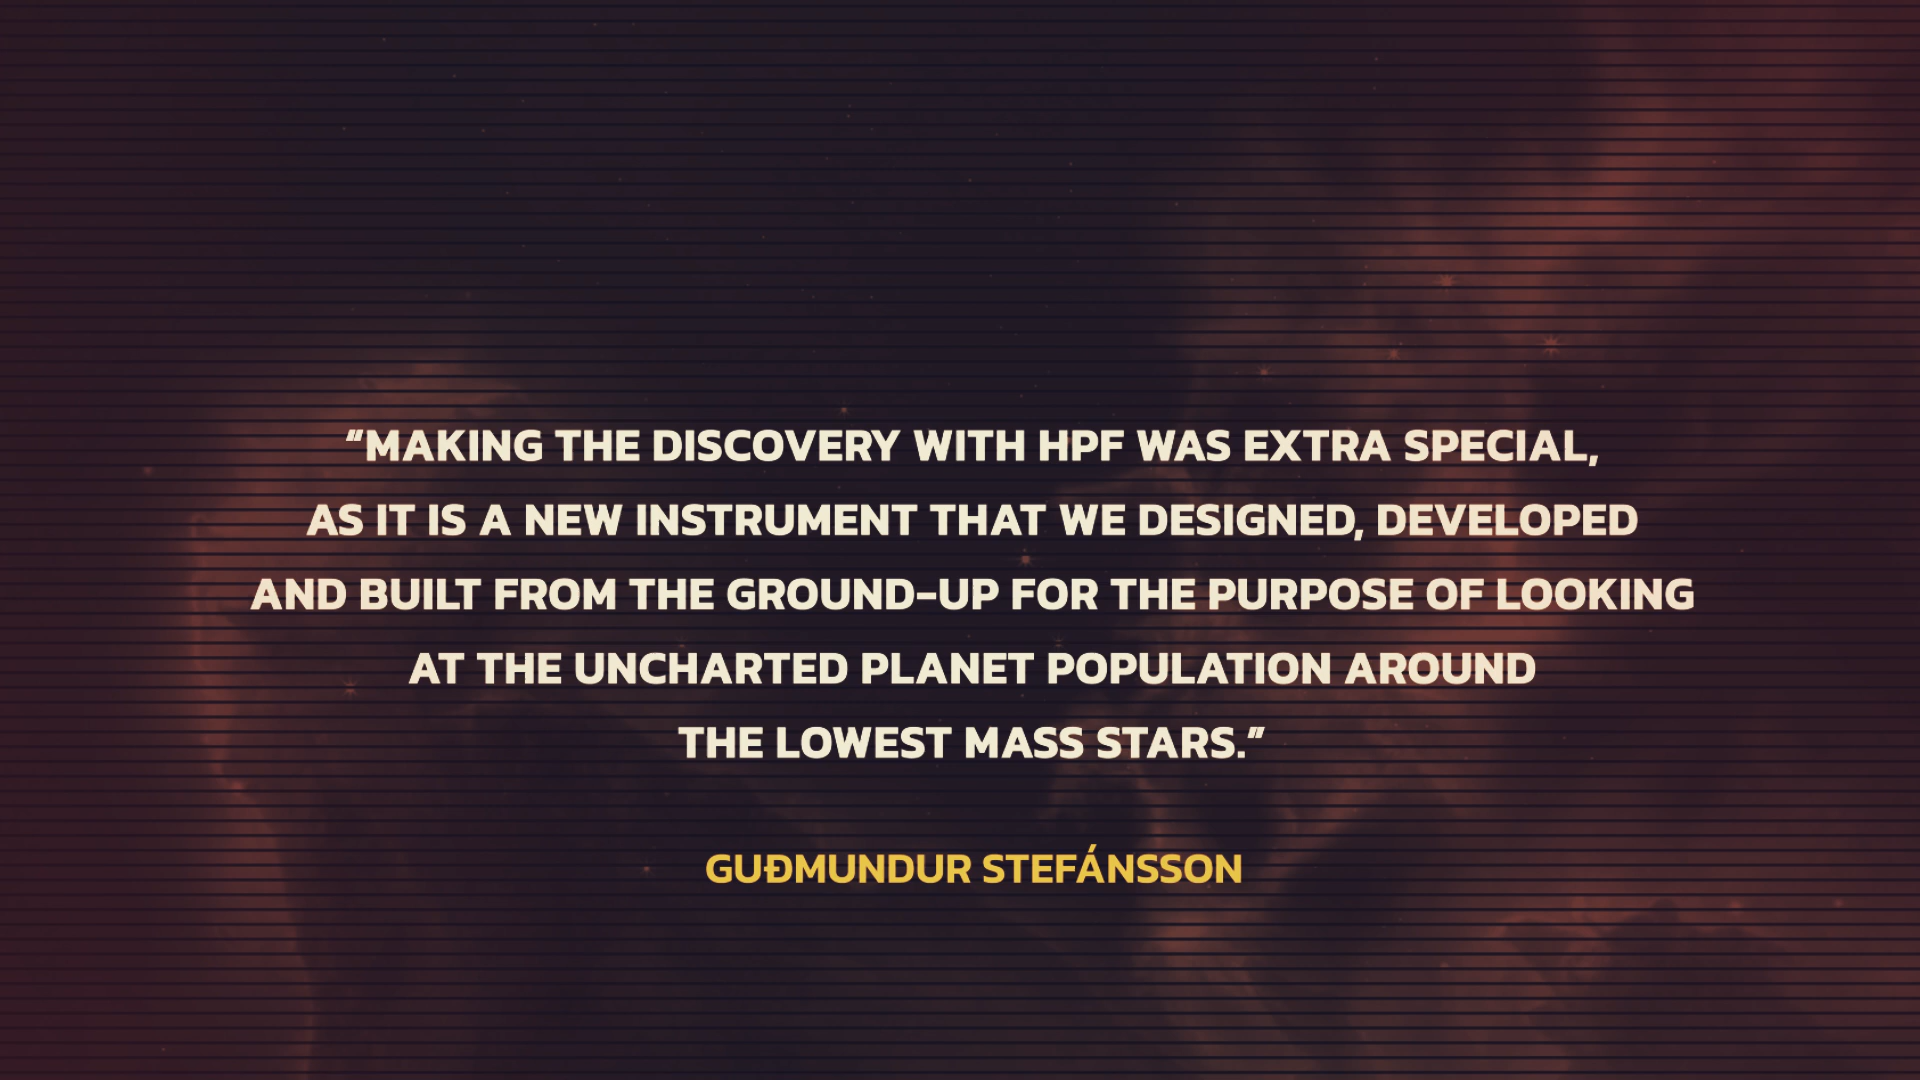 “MAKING THE DISCOVERY WITH HPF WAS EXTRA SPECIAL,
AS IT IS A NEW INSTRUMENT THAT WE DESIGNED, DEVELOPED
AND BUILT FROM THE GROUND-UP FOR THE PURPOSE OF LOOKING
AT THE UNCHARTED PLANET POPULATION AROUND
THE LOWEST MASS STARS.”
GUÐMUNDUR STEFÁNSSON